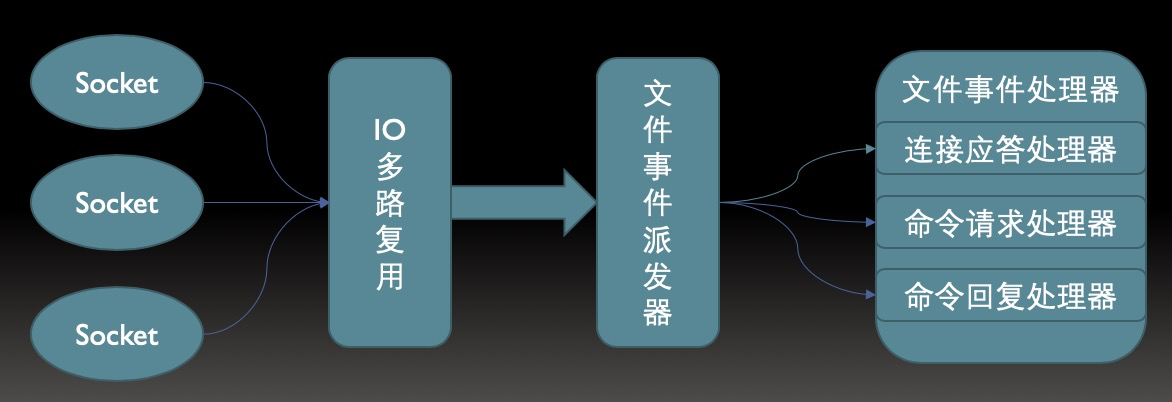 Socket
Socket
Socket
IO多路复用
文件事件派发器
文件事件处理器
连接应答处理器
命令请求处理器
命令回复处理器